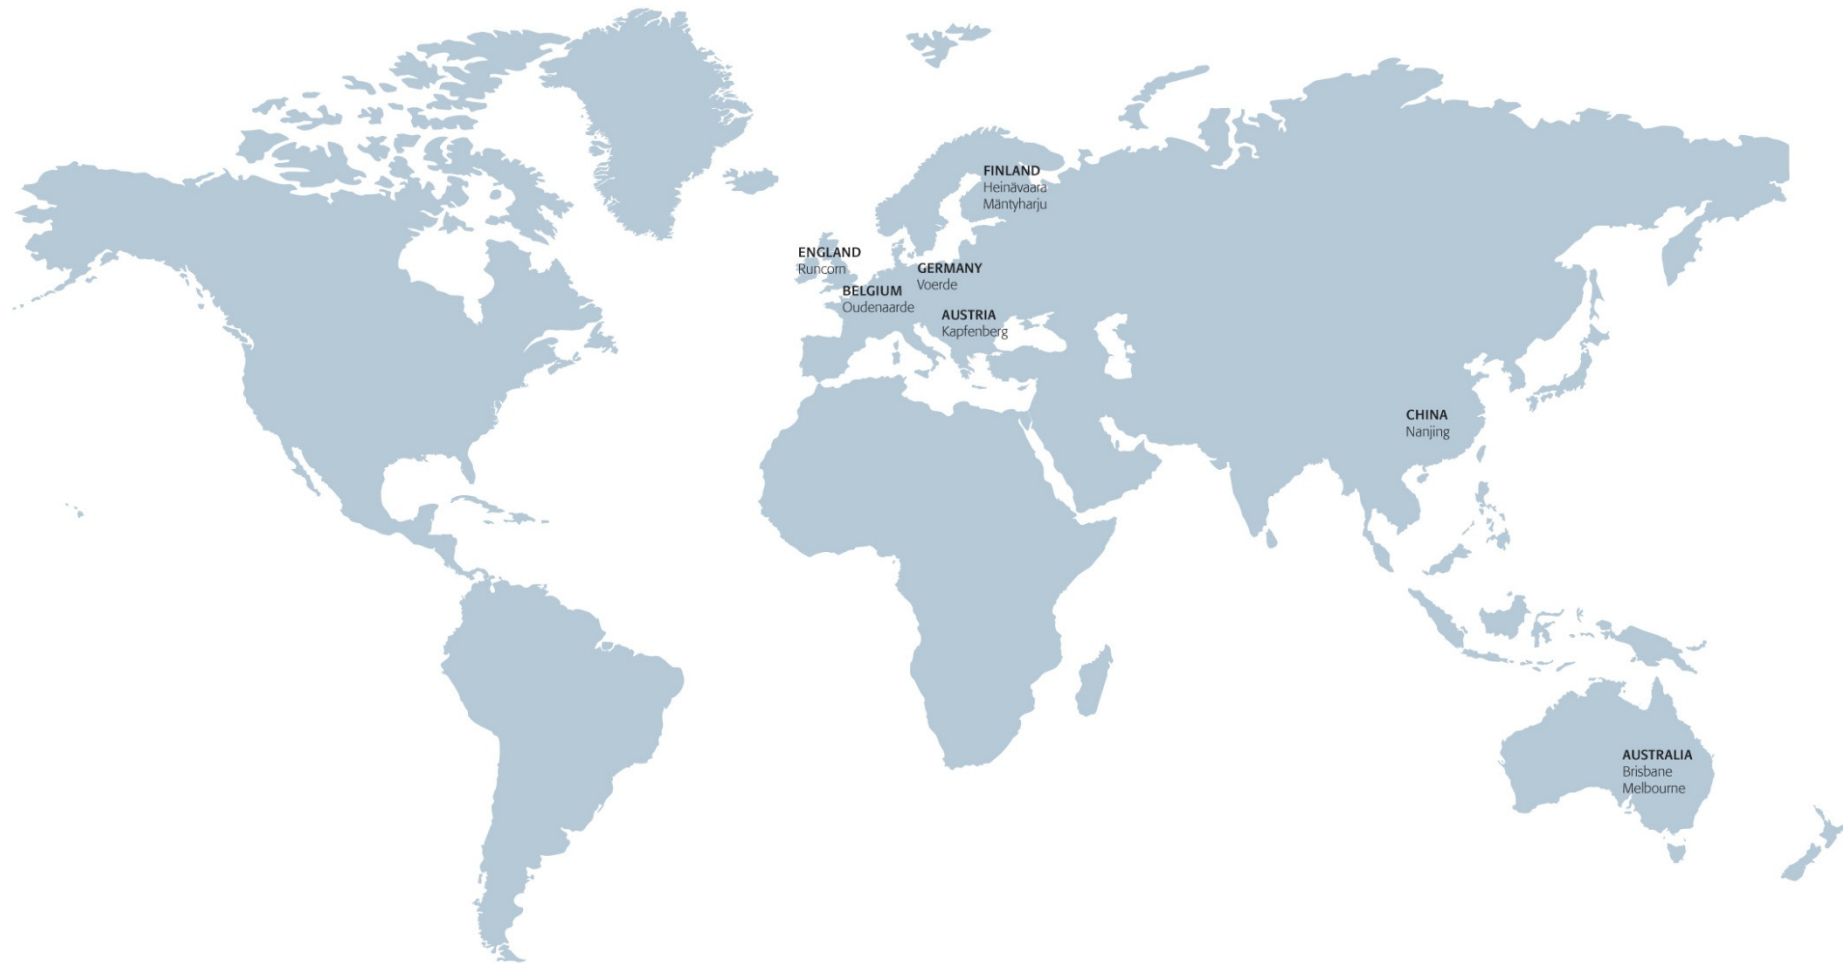 FINLAND
Heinävaara
Mäntyharju
ENGLAND
Runcorn
GERMANY
Voerde
BELGIUM
Oudenaarde
AUSTRIA
Kapfenberg
CHINA
Nanjing
AUSTRALIA
Brisbane
Melbourne